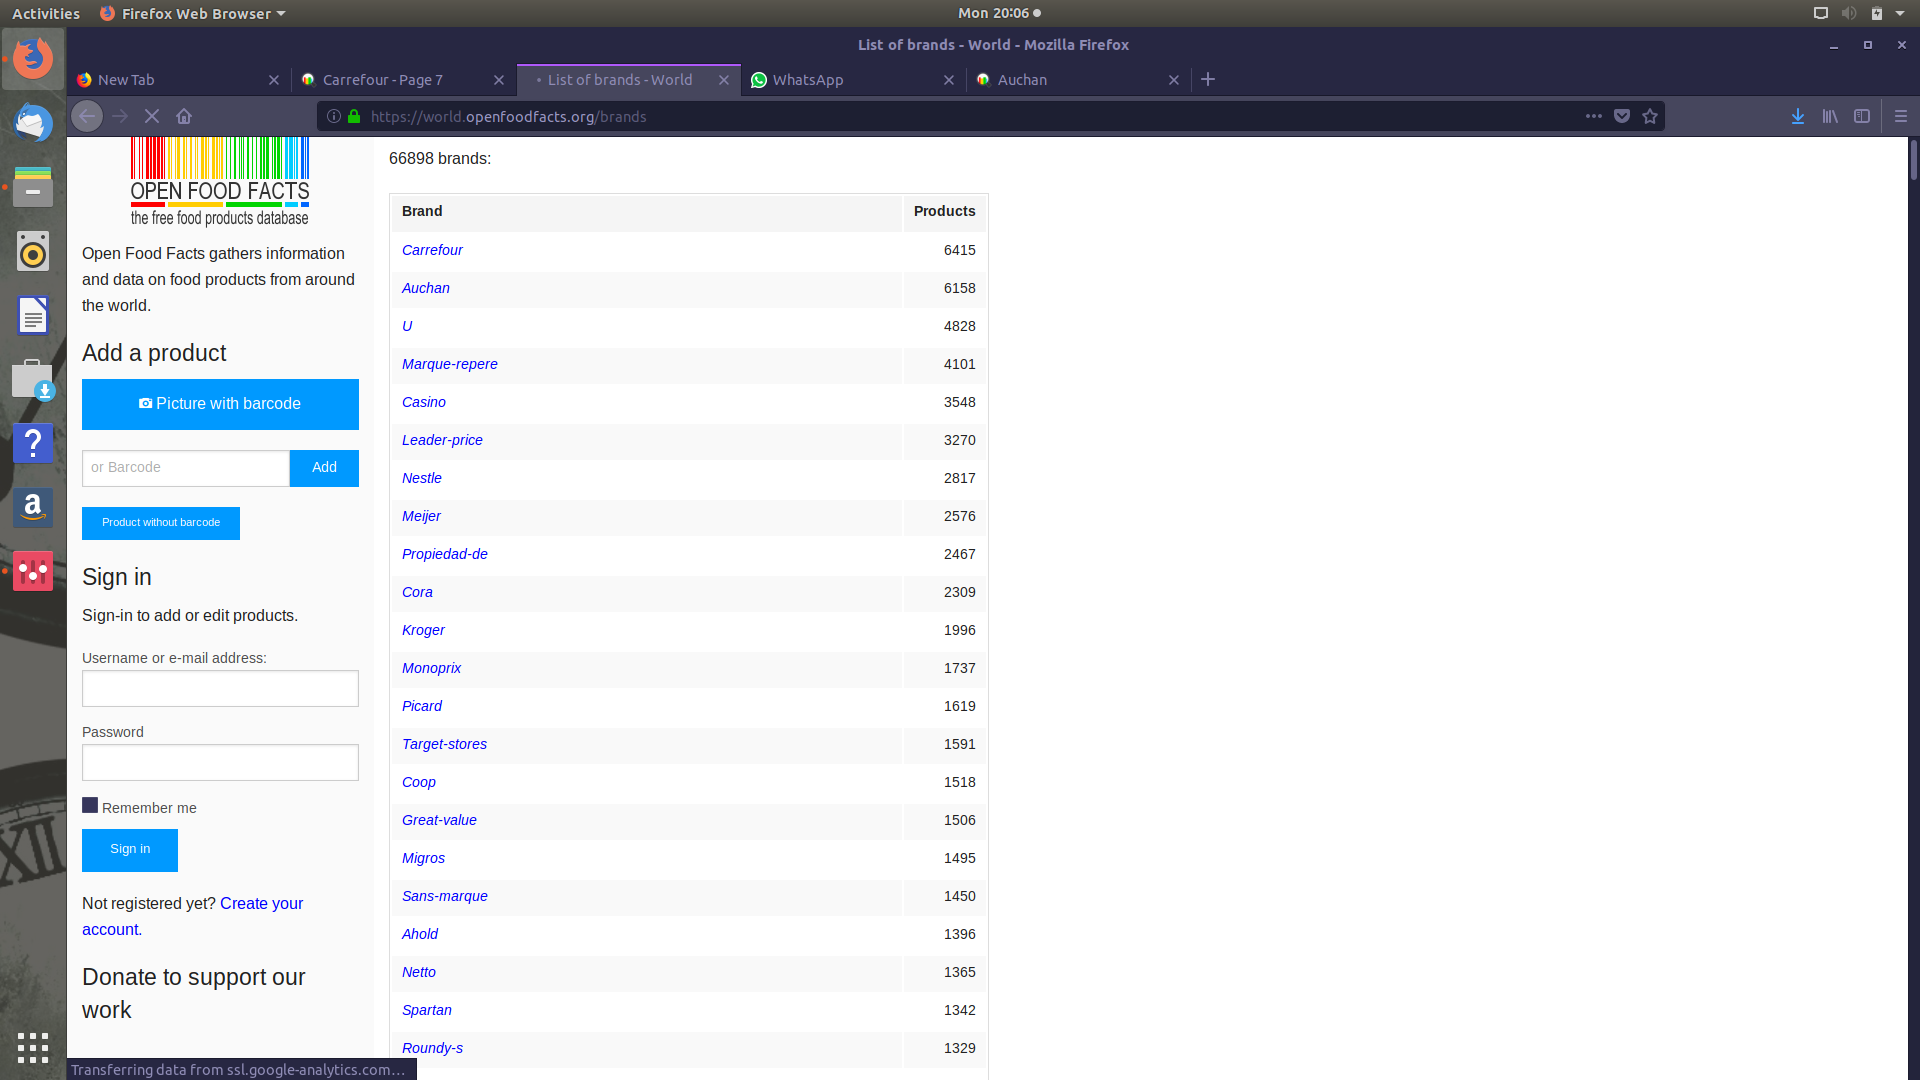 Activities
Firefox Web Browser
Mon 20:06
List of brands - World - Mozilla Firefox
New Tab
Carrefour - Page 7
List of brands - World
WhatsApp
Auchan
https://world.openfoodfacts.org/brands
OPEN FOOD FACTS
the free food products database
Open Food Facts gathers information
and data on food products from around
the world.
Add a product
Picture with barcode
or Barcode
Add
Product without barcode
Sign in
Sign-in to add or edit products.
Username or e-mail address:
Password
Remember me
Sign in
Not registered yet? Create your
account.
Donate to support our
work
66898 brands:
Brand Products
Carrefour 6415
Auchan 6158
U 4828
Marque-repere 4101
Casino 3548
Leader-price 3270
Nestle 2817
Meijer 2576
Propiedad-de 2467
Cora 2309
Kroger 1996
Monoprix 1737
Picard 1619
Target-stores 1591
Coop 1518
Great-value 1506
Migros 1495
Sans-marque 1450
Ahold 1396
Netto 1365
Spartan 1342
Roundy-s 1329
Transferring data from ssl.google-analytics.com…
XII